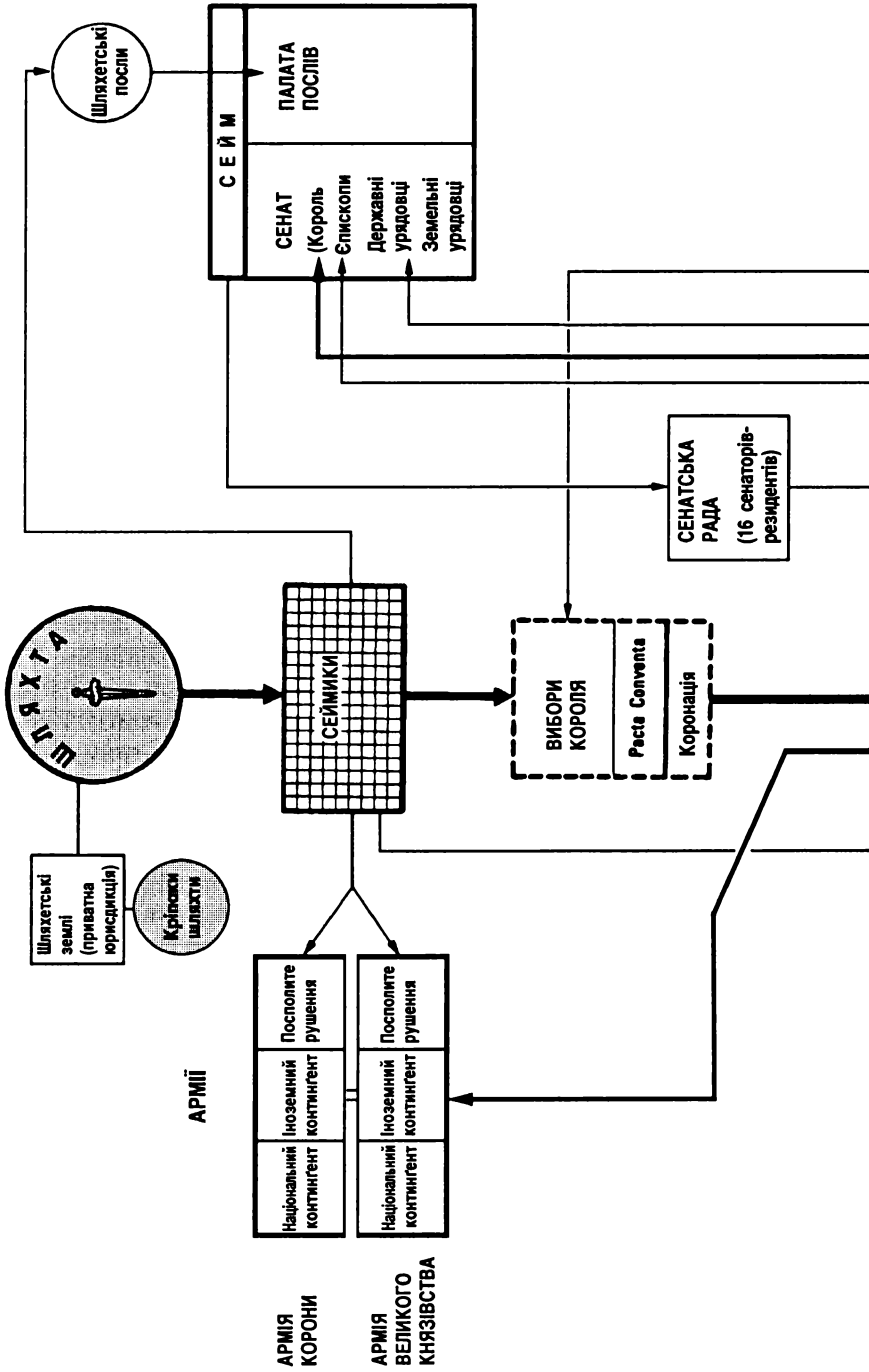 ШЛЯХТА
Шляхетські
землі
(приватна
юрисдикція)
Кріпаки
шляхти
Шляхетські
посли
СЕЙМ
СЕНАТ
(Король
Єпископи
Державні
урядовці
Земельні
урядовці
ПАЛАТА
ПОСЛІВ
АРМІЇ
СЕЙМИКИ
АРМІЯ
КОРОНИ
Національний
контингент
Іноземний
контингент
Посполите
рушення
АРМІЯ
ВЕЛИКОГО
КНЯЗІВСТВА
Національний
контингент
Іноземний
контингент
Посполите
рушення
ВИБОРИ
КОРОЛЯ
Pacta Conventa
Коронація
СЕНАТСЬКА
РАДА
(16 сенаторів-
резидентів)